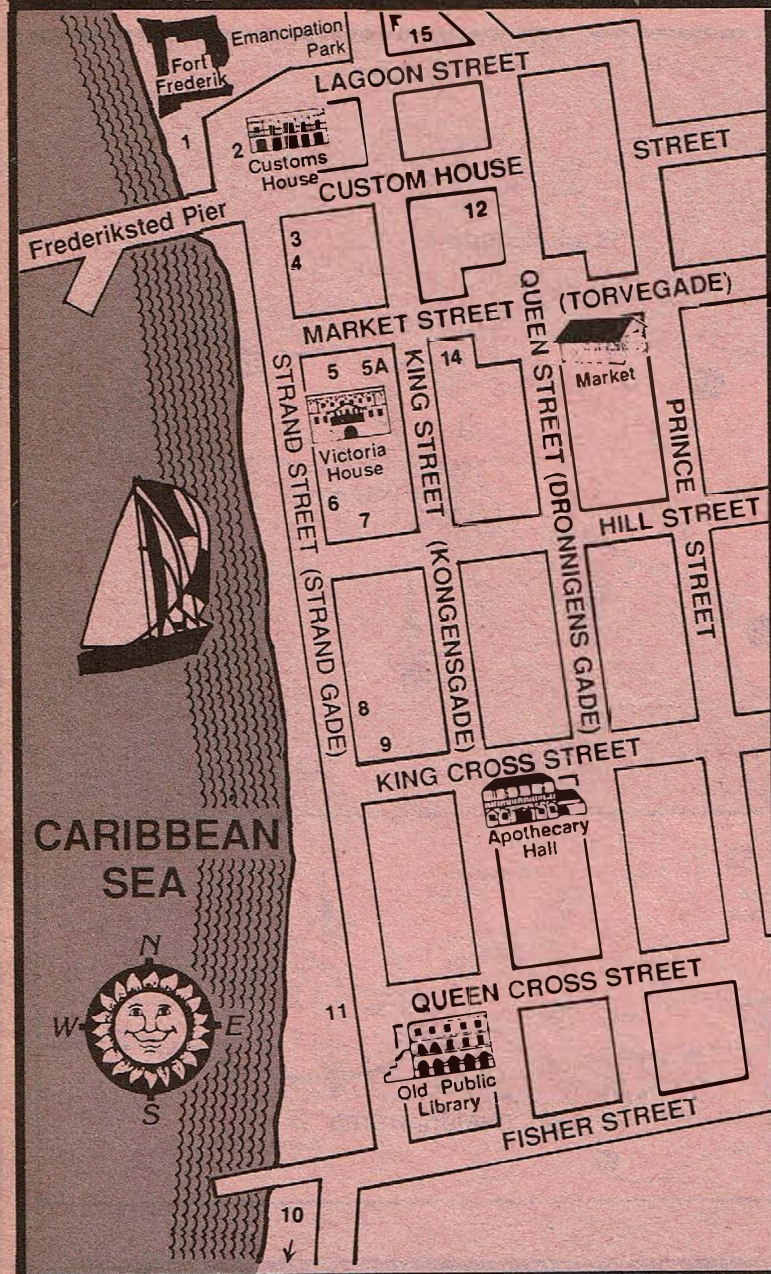 Emancipation
Park
15
Fort
Frederik
LAGOON STREET
1
2
Customs
House
STREET
CUSTOM HOUSE
Frederiksted Pier
12
3
4
(TORVEGADE)
MARKET STREET
QUEEN STREET (DRONNIGENS GADE)
STRAND STREET (STRAND GADE)
5
5A
KING STREET (KONGENSGADE)
14
Market
PRINCE STREET
Victoria
House
6
7
HILL STREET
8
9
KING CROSS STREET
Apothecary
Hall
CARIBBEAN
SEA
N
W
E
S
QUEEN CROSS STREET
11
Old Public
Library
FISHER STREET
10